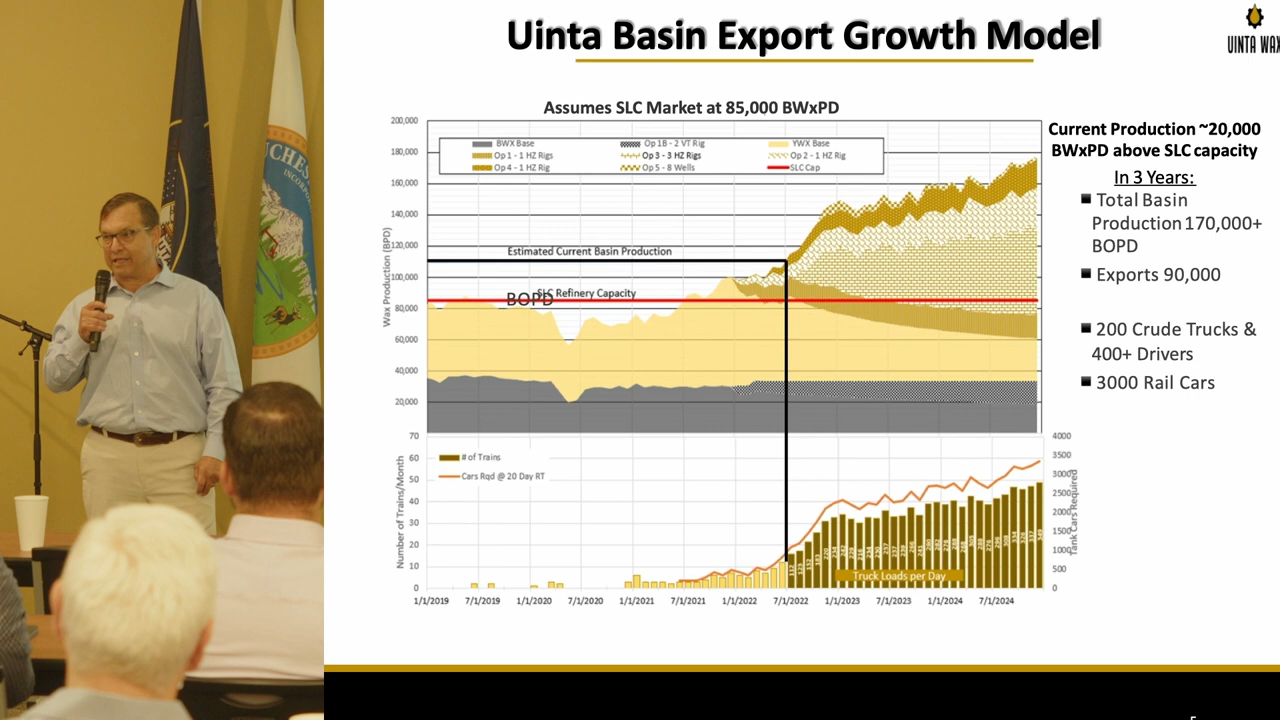 Uinta Basin Export Growth Model
UINTA WAX
Assumes SLC Market at 85,000 BWxPD
200,000
180,000
160,000
140,000
120,000
100,000
80,000
60,000
40,000
20,000
Wax Production (BPD)
BWX Base
Op 1B - 2 VT Rig
YWX Base
Op 1 - 1 HZ Rigs
Op 3 - 3 HZ Rigs
Op 2 - 1 HZ Rig
Op 4 - 1 HZ Rig
Op 5 - 8 Wells
SLC Cap
Estimated Current Basin Production
SLC Refinery Capacity
BOPD
Current Production ~20,000
BWxPD above SLC capacity
In 3 Years:
Total Basin
Production 170,000+
BOPD
Exports 90,000
200 Crude Trucks &
400+ Drivers
3000 Rail Cars
70
60
50
40
30
20
10
0
Number of Trains/Month
# of Trains
Cars Rqd @ 20 Day RT
Truck Loads per Day
4000
3500
3000
2500
2000
1500
1000
500
0
Tank Cars Required
1/1/2019
7/1/2019
1/1/2020
7/1/2020
1/1/2021
7/1/2021
1/1/2022
7/1/2022
1/1/2023
7/1/2023
1/1/2024
7/1/2024
UCHES
INCORPO